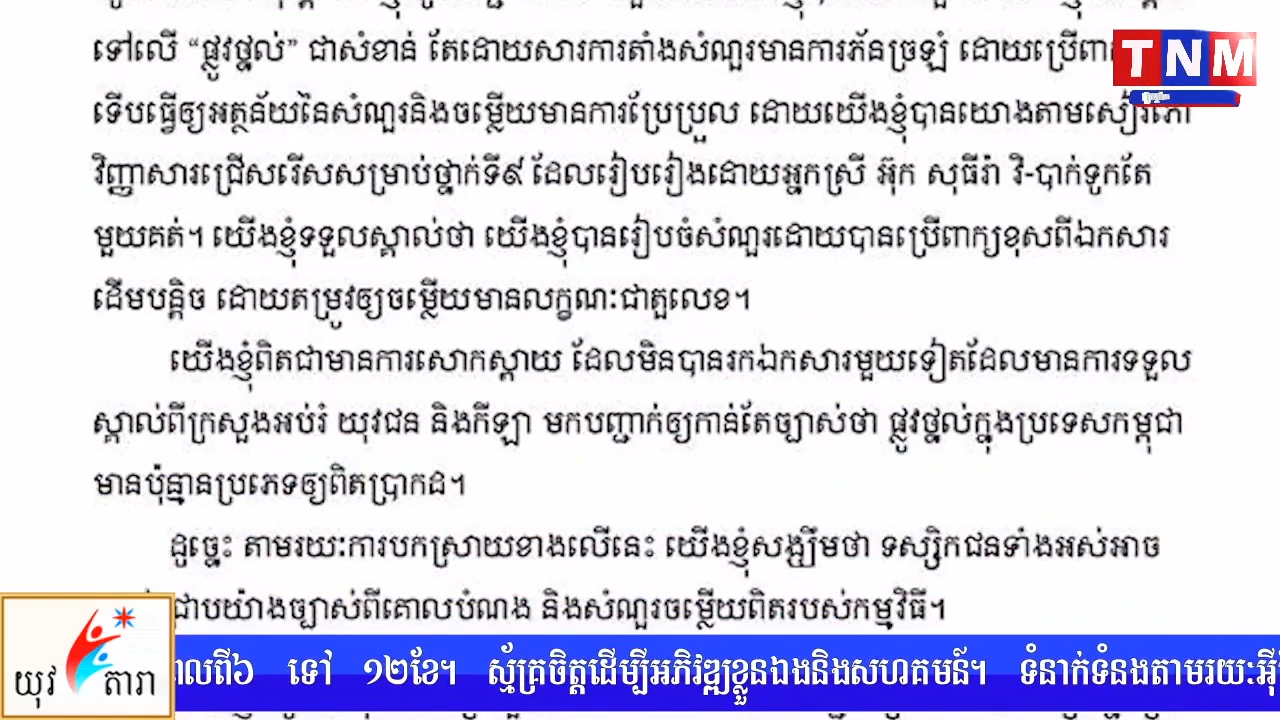 ទៅលើ “ផ្លូវថ្នល់” ជាសំខាន់ តែដោយសារការតាំងសំណួរមានការភ័ន្តច្រឡំ ដោយប្រើពា
TNM
ទើបធ្វើឲ្យអត្ថន័យនៃសំណួរនិងចម្លើយមានការប្រែប្រួល ដោយយើងខ្ញុំបានយោងតាមសៀវភៅ
វិញ្ញាសារជ្រើសរើសសម្រាប់ថ្នាក់ទី៩ ដែលរៀបរៀងដោយអ្នកស្រី អ៊ុក សុធីរ៉ា វិ-បាក់ទូកតែ
មួយគត់។ យើងខ្ញុំទទួលស្គាល់ថា យើងខ្ញុំបានរៀបចំសំណួរដោយបានប្រើពាក្យខុសពីឯកសារ
ដើមបន្តិច ដោយតម្រូវឲ្យចម្លើយមានលក្ខណៈជាតួលេខ។
យើងខ្ញុំពិតជាមានការសោកស្តាយ ដែលមិនបានរកឯកសារមួយទៀតដែលមានការទទួល
ស្គាល់ពីក្រសួងអប់រំ យុវជន និងកីឡា មកបញ្ជាក់ឲ្យកាន់តែច្បាស់ថា ផ្លូវថ្នល់ក្នុងប្រទេសកម្ពុជា
មានប៉ុន្មានប្រភេទឲ្យពិតប្រាកដ។
ដូច្នេះ តាមរយៈការបកស្រាយខាងលើនេះ យើងខ្ញុំសង្ឃឹមថា ទស្សិកជនទាំងអស់អាច
ជ្រាបយ៉ាងច្បាស់ពីគោលបំណង និងសំណួរចម្លើយពិតរបស់កម្មវិធី។
យុវ តារា
ពេលពី៦ ទៅ ១២ខែ។ ស្ម័គ្រចិត្តដើម្បីអភិវឌ្ឍខ្លួនឯងនិងសហគមន៍។ ទំនាក់ទំនងតាមរយៈអ៊ី